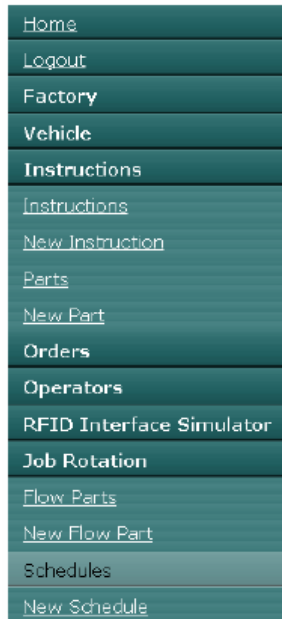 Home
Logout
Factory
Vehicle
Instructions
Instructions
New Instruction
Parts
New Part
Orders
Operators
RFID Interface Simulator
Job Rotation
Flow Parts
New Flow Part
Schedules
New Schedule